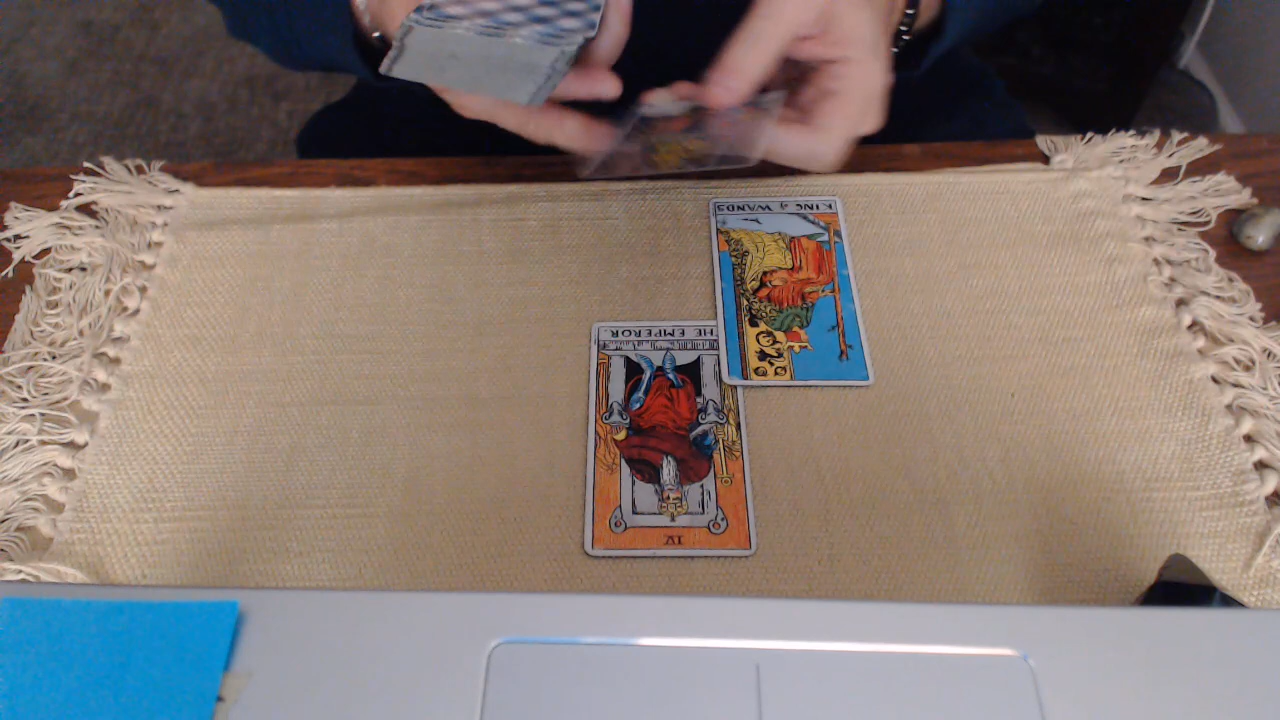 KING of WANDS
THE EMPEROR.
IV